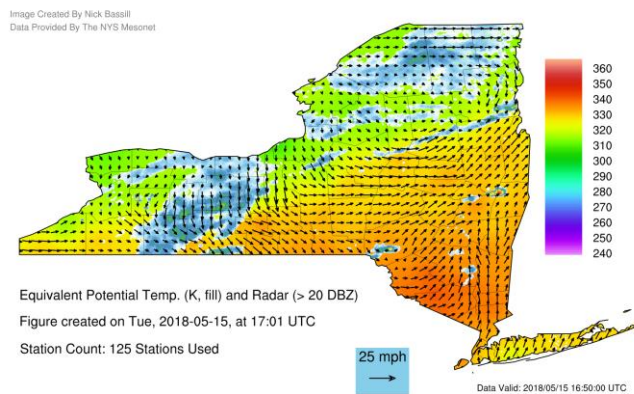 Image Created By Nick Bassill
Data Provided By The NYS Mesonet
360
350
340
330
320
310
300
290
280
270
260
250
240
Equivalent Potential Temp. (K, fill) and Radar (> 20 DBZ)
Figure created on Tue, 2018-05-15, at 17:01 UTC
Station Count: 125 Stations Used
25 mph
Data Valid: 2018/05/15 16:50:00 UTC